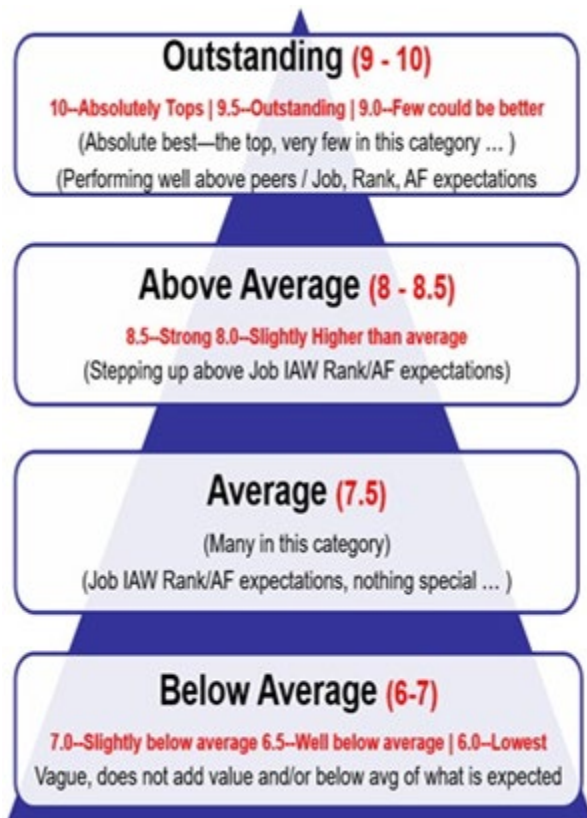 Outstanding (9 - 10)
10--Absolutely Tops | 9.5--Outstanding | 9.0--Few could be better
(Absolute best—the top, very few in this category ... )
(Performing well above peers / Job, Rank, AF expectations
Above Average (8 - 8.5)
8.5--Strong 8.0--Slightly Higher than average
(Stepping up above Job IAW Rank/AF expectations)
Average (7.5)
(Many in this category)
(Job IAW Rank/AF expectations, nothing special ... )
Below Average (6-7)
7.0--Slightly below average 6.5--Well below average | 6.0--Lowest
Vague, does not add value and/or below avg of what is expected